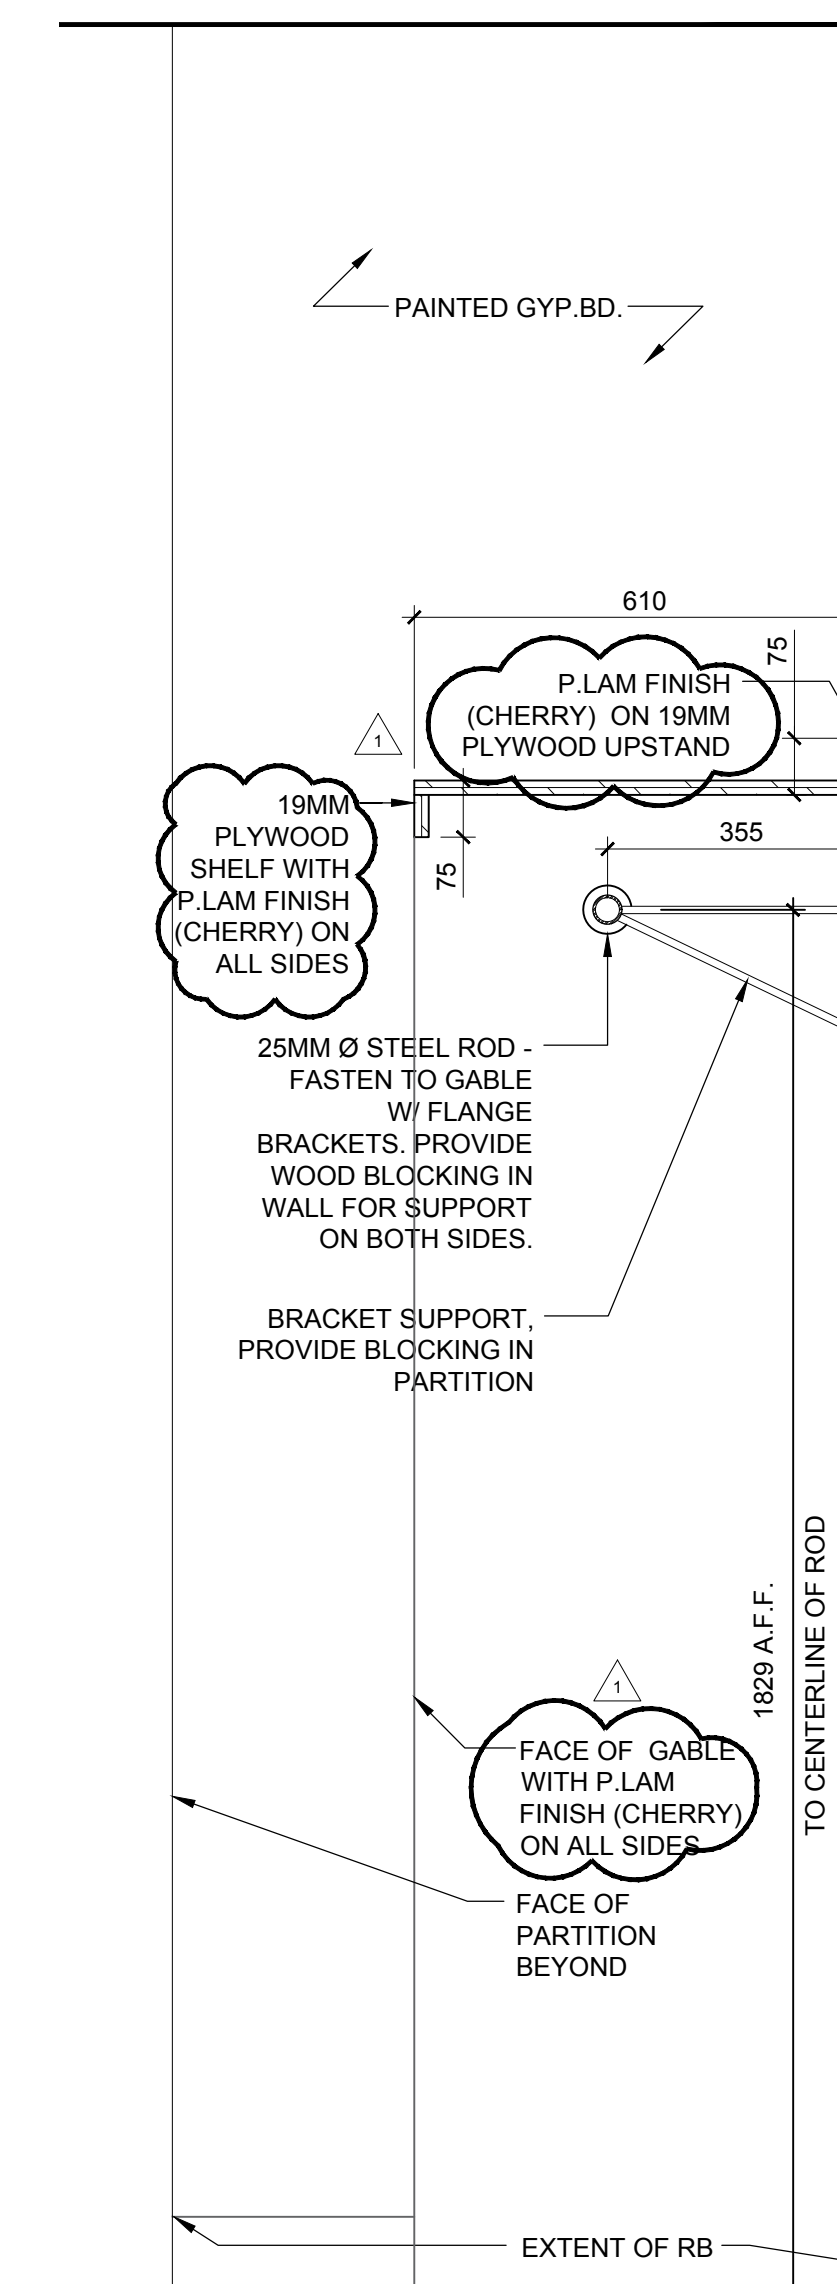 PAINTED GYP.BD.
610
75
P.LAM FINISH
(CHERRY) ON 19MM
PLYWOOD UPSTAND
1
19MM
PLYWOOD
SHELF WITH
P.LAM FINISH
(CHERRY) ON
ALL SIDES
75
355
25MM Ø STEEL ROD -
FASTEN TO GABLE
W/ FLANGE
BRACKETS. PROVIDE
WOOD BLOCKING IN
WALL FOR SUPPORT
ON BOTH SIDES.
BRACKET SUPPORT,
PROVIDE BLOCKING IN
PARTITION
1829 A.F.F.
TO CENTERLINE OF ROD
1
FACE OF GABLE
WITH P.LAM
FINISH (CHERRY)
ON ALL SIDES
FACE OF
PARTITION
BEYOND
EXTENT OF RB